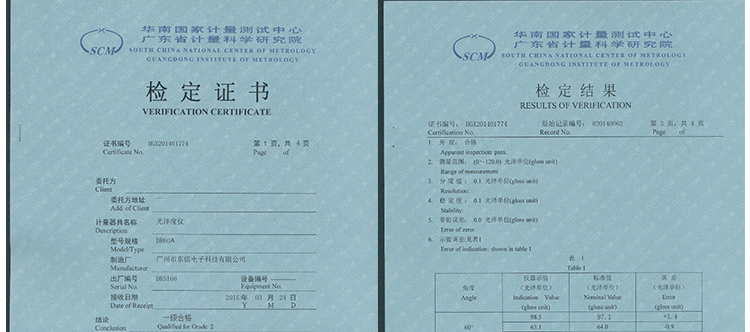 SCM
华南国家计量测试中心
广东省计量科学研究院
SOUTH CHINA NATIONAL CENTER OF METROLOGY
GUANGDONG INSTITUTE OF METROLOGY
检定证书
VERIFICATION CERTIFICATE
证书编号 HGX201401774 第 1 页, 共 4 页
Certificate No. Page of
委托方
Client
委托方地址
Add. of Client
计量器具名称 光泽度仪
Description
型号规格
Model/Type
制造厂 广州市东儒电子科技有限公司
Manufacturer
出厂编号 DR5166 设备编号
Serial No. Equipment No.
接收日期 03 月 24 日
Date of Receipt Y M D
结论 一级合格
Conclusion Qualified for Grade 2
SCM
华南国家计量测试中心
广东省计量科学研究院
SOUTH CHINA NATIONAL CENTER OF METROLOGY
GUANGDONG INSTITUTE OF METROLOGY
检定结果
RESULTS OF VERIFICATION
证书编号: HGX201401774 原始记录编号: 820140062 第 3 页, 共 4 页
Certification No. Record No. Page of
1. 外 观: 合格
Apparent inspection: pass.
2. 测量范围: (0~120.0) 光泽单位(gloss unit)
Range of measurement
3. 分 度 值: 0.1 光泽单位(gloss unit)
Resolution:
4. 稳 定 度: 0.1 光泽单位(gloss unit)
Stability:
5. 零值误差: 0.0 光泽单位(gloss unit)
Error of zero:
6. 示值误差:见表1
Error of indication: shown in table 1
表 1
Table 1
角度 仪器示值 标准值 误 差
(光泽单位) (光泽单位) (光泽单位)
Angle Indication Value Nominal Value Error
(gloss unit) (gloss unit) (gloss unit)
98.5 97.1 +1.4
60° 63.1 64.0 -0.9